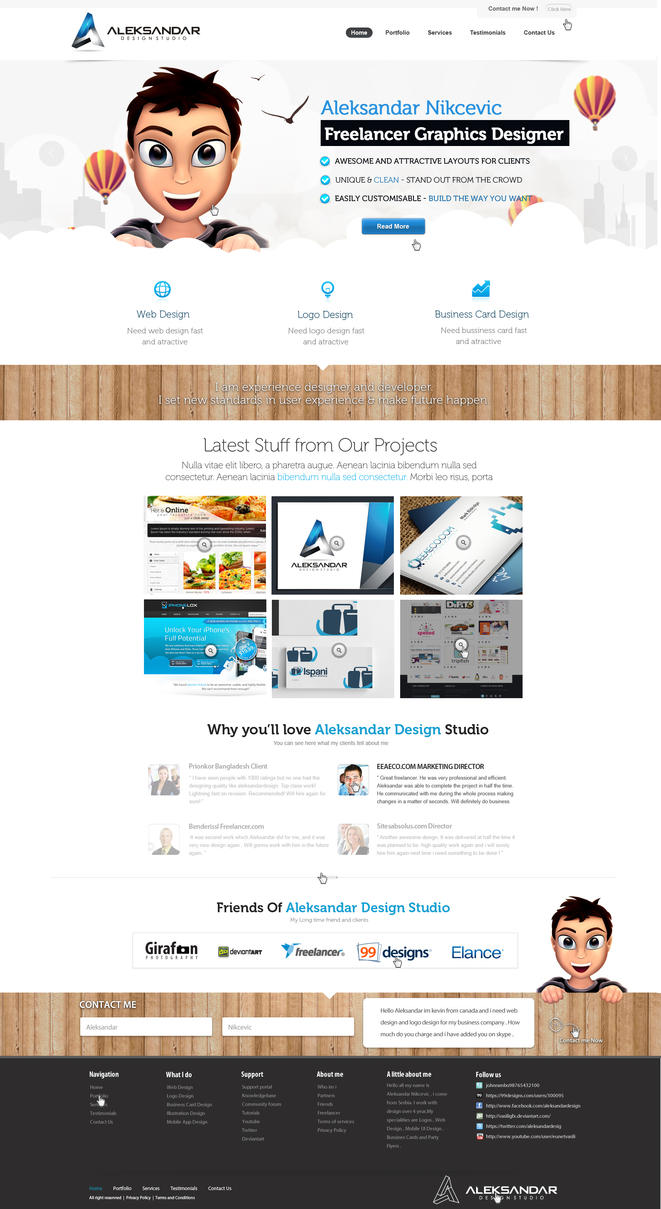 Contact me Now !
Click Here
ALEKSANDAR
DESIGN STUDIO
Home
Portfolio
Services
Testimonials
Contact Us
Aleksandar Nikcevic
Freelancer Graphics Designer
AWESOME AND ATTRACTIVE LAYOUTS FOR CLIENTS
UNIQUE & CLEAN - STAND OUT FROM THE CROWD
EASILY CUSTOMISABLE - BUILD THE WAY YOU WANT
Read More
Web Design
Need web design fast
and atractive
Logo Design
Need logo design fast
and atractive
Business Card Design
Need bussiness card fast
and atractive
I am experience designer and developer.
I set new standards in user experience & make future happen.
Latest Stuff from Our Projects
Nulla vitae elit libero, a pharetra augue. Aenean lacinia bibendum nulla sed
consectetur. Aenean lacinia bibendum nulla sed consectetur. Morbi leo risus, porta
Online
ALEKSANDAR
DESIGN STUDIO
EEAECO.COM
Unlock Your iPhone's
Full Potential
Ispani
Why you'll love Aleksandar Design Studio
You can see here what my clients tell about me
Prionkor Bangladesh Client
" I have seen people with 1000 ratings but no one had the
designing quality like aleksandardesign. Top class work!
Lightning fast on revision. Recommended! Will hire again for
sure! "
EEAECO.COM MARKETING DIRECTOR
" Great freelancer. He was very professional and efficient.
Aleksandar was able to complete the project in half the time.
He communicated with me during the whole process making
changes in a matter of seconds. Will definitely do business
Benderissl Freelancer.com
It was second work which Aleksandar did for me, and it was
very new design again , Will gonna work with him in the future
again. "
Sitesabsolus.com Director
" Another awesome design. It was delivered at half the time it
was planned to be. high quality work again and i will surely
hire him again next time i need something to be done ! "
Friends Of Aleksandar Design Studio
My Long time friend and clients
Girafon
PHOTOGRAPHY
deviantART
freelancer
99designs
Elance
CONTACT ME
Aleksandar
Nikcevic
Hello Aleksandar im kevin from canada and i need web
design and logo design for my business company . How
much do you charge and i have added you on skype .
Contact me Now
Navigation
Home
Portfolio
Testimonials
Contact Us
What I do
Web Design
Logo Design
Business Card Design
Illustration Design
Mobile App Design
Support
Support portal
Knowledgebase
Community Forum
Tutorials
Youtube
Twitter
Deviantart
About me
Who im i
Partners
Friends
Freelancer
Terms of services
Privacy Policy
A little about me
Hello all my name is
Aleksandar Nikcevic , i come
from Serbia. I work with
design over 4 year.My
specialities are Logos , Web
Design , Mobile UI Design ,
Bussines Cards and Party
Flyers .
Follow us
johnnwnbx98765432100
https://99designs.com/users/300095
http://www.facebook.com/aleksandardesign
http://vasiligfx.deviantart.com/
https://twitter.com/aleksandardesig
http://www.youtube.com/user/eunetvasili
Home
Portfolio
Services
Testimonials
Contact Us
All right reserved | Privacy Policy | Terms and Conditions
ALEKSANDAR
DESIGN STUDIO